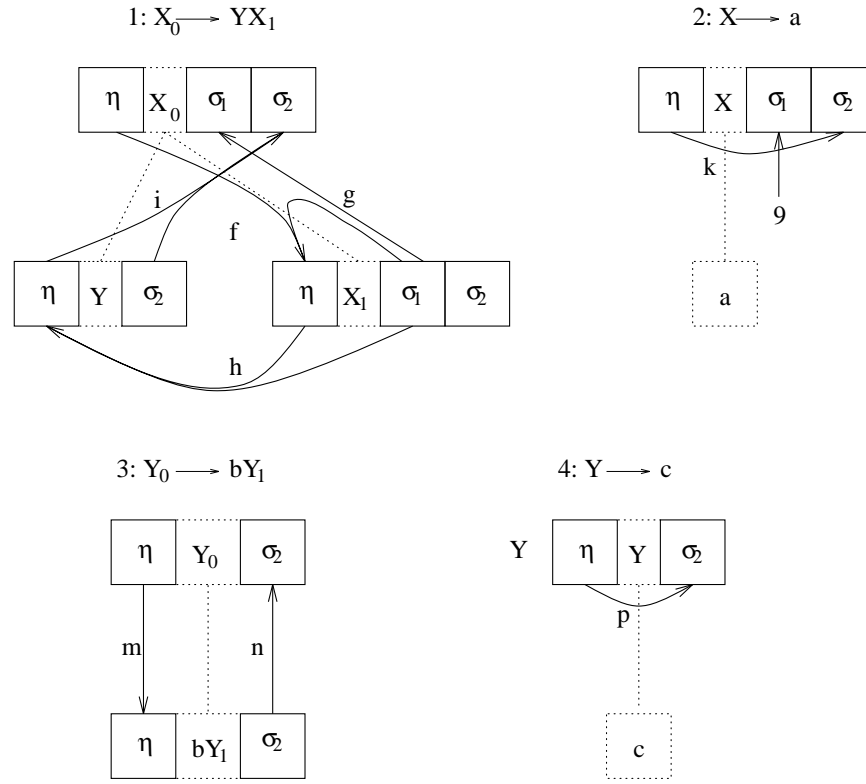 1: X₀ ⟶ YX₁
2: X ⟶ a
η X₀ σ₁ σ₂
η X σ₁ σ₂
i f g
k 9
η Y σ₂
η X₁ σ₁ σ₂
a
h
3: Y₀ ⟶ bY₁
4: Y ⟶ c
η Y₀ σ₂
Y η Y σ₂
m n
p
η bY₁ σ₂
c